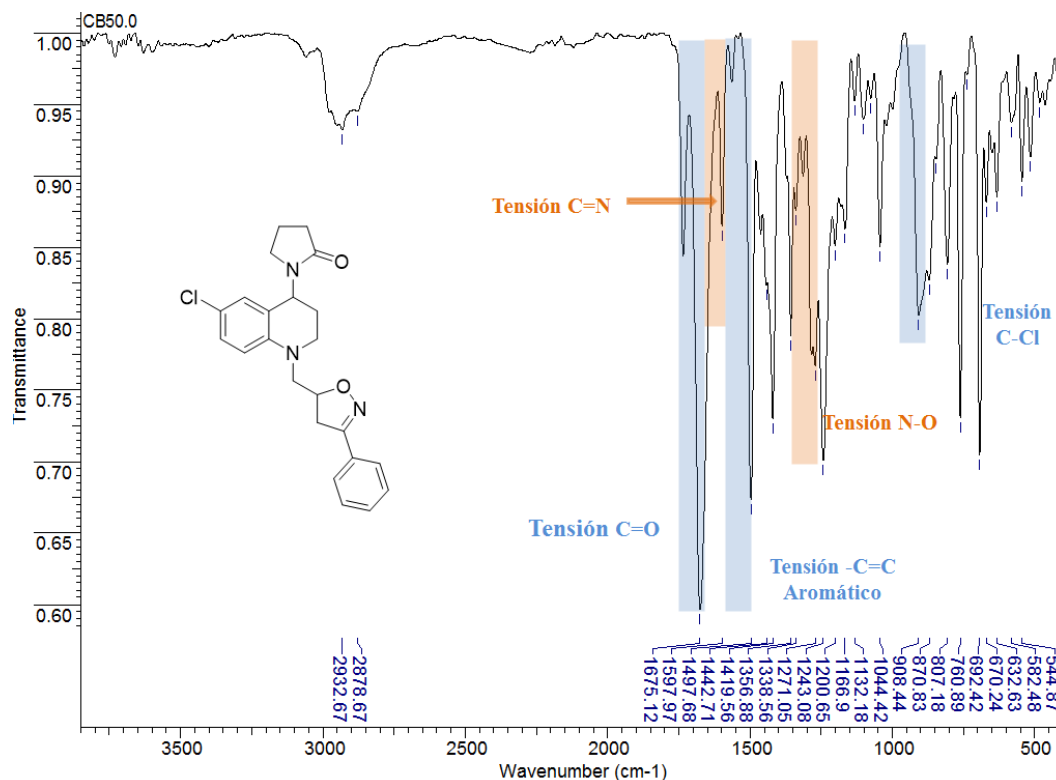 CB50.0
1.00
0.95
0.90
0.85
0.80
0.75
0.70
0.65
0.60
Transmittance
Tensión C=N
Tensión
C-Cl
Tensión N-O
Tensión C=O
Tensión -C=C
Aromático
N
O
Cl
N
O
N
2932.67
2878.67
1675.12
1597.97
1497.68
1442.71
1419.56
1356.88
1338.56
1271.05
1243.08
1200.65
1166.9
1132.18
1044.42
908.44
870.83
807.18
760.89
692.42
670.24
632.63
582.48
544.87
3500
3000
2500
2000
1500
1000
500
Wavenumber (cm-1)